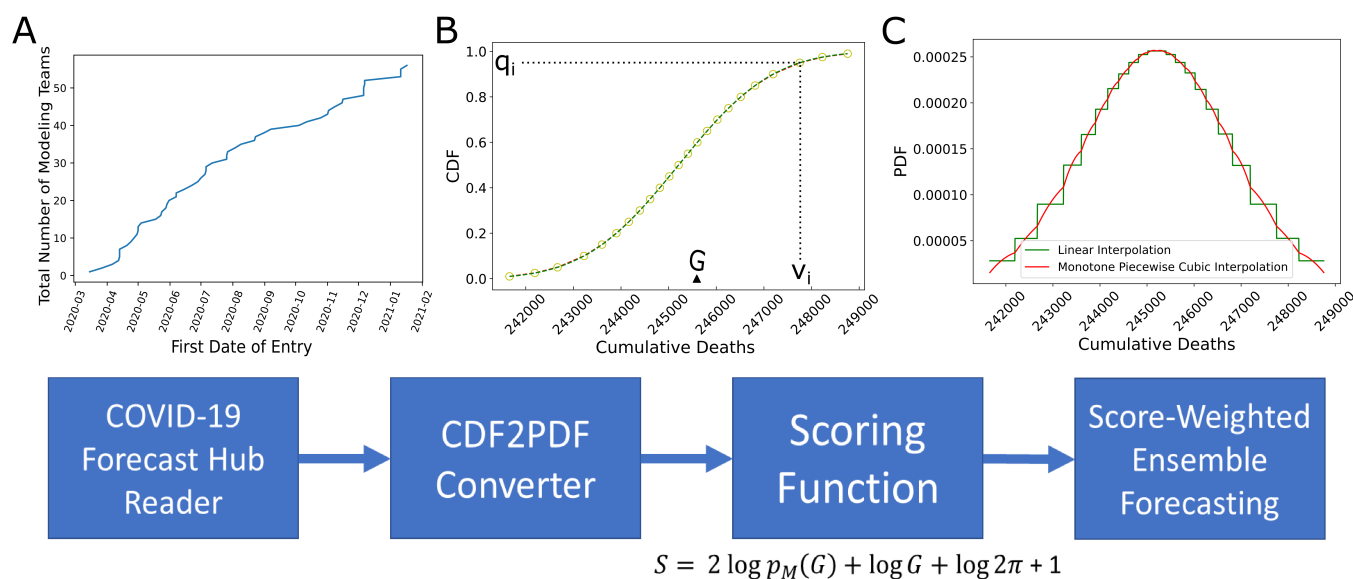 A
Total Number of Modeling Teams
50
40
30
20
10
0
2020-03
2020-04
2020-05
2020-06
2020-07
2020-08
2020-09
2020-10
2020-11
2020-12
2021-01
2021-02
First Date of Entry
B
CDF
1.0
0.8
0.6
0.4
0.2
0.0
qi
G
vi
242000
243000
244000
245000
246000
247000
248000
249000
Cumulative Deaths
C
PDF
0.00025
0.00020
0.00015
0.00010
0.00005
Linear Interpolation
Monotone Piecewise Cubic Interpolation
242000
243000
244000
245000
246000
247000
248000
249000
Cumulative Deaths
COVID-19
Forecast Hub
Reader
CDF2PDF
Converter
Scoring
Function
Score-Weighted
Ensemble
Forecasting
S = 2 log pM(G) + log G + log 2π + 1